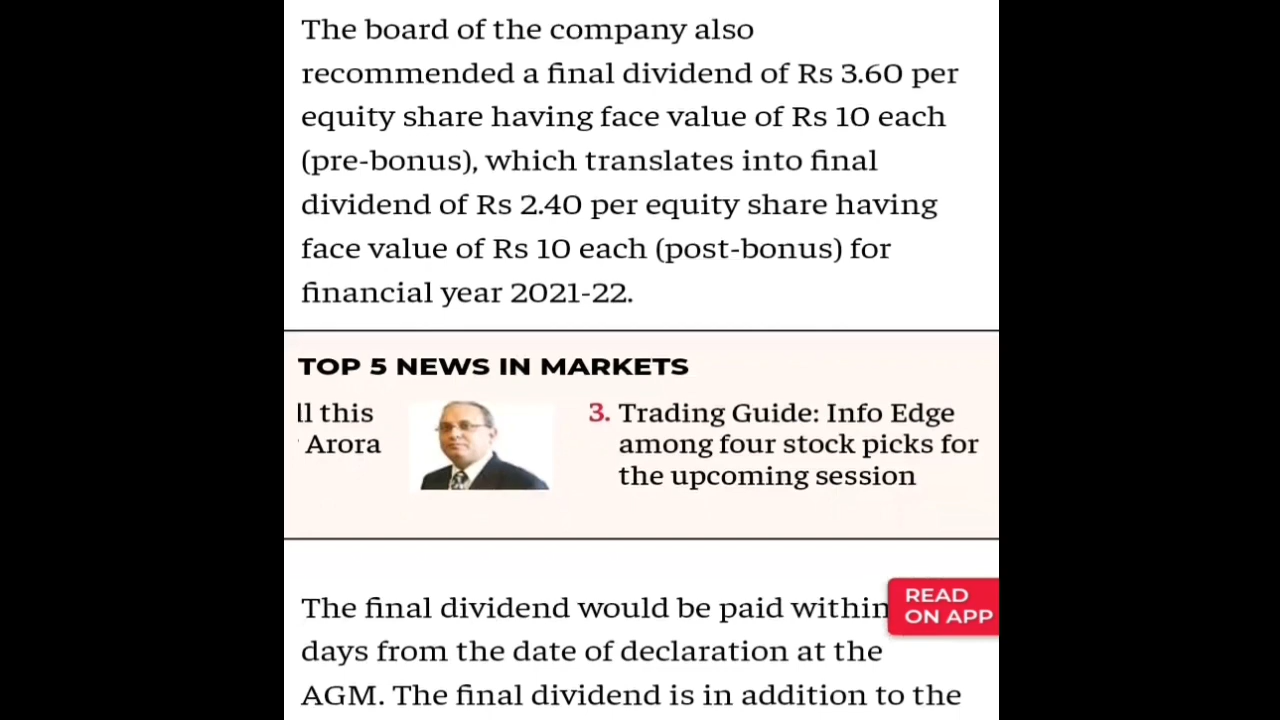 The board of the company also
recommended a final dividend of Rs 3.60 per
equity share having face value of Rs 10 each
(pre-bonus), which translates into final
dividend of Rs 2.40 per equity share having
face value of Rs 10 each (post-bonus) for
financial year 2021-22.
TOP 5 NEWS IN MARKETS
ll this
Arora
3. Trading Guide: Info Edge
among four stock picks for
the upcoming session
The final dividend would be paid within
days from the date of declaration at the
AGM. The final dividend is in addition to the
READ
ON APP